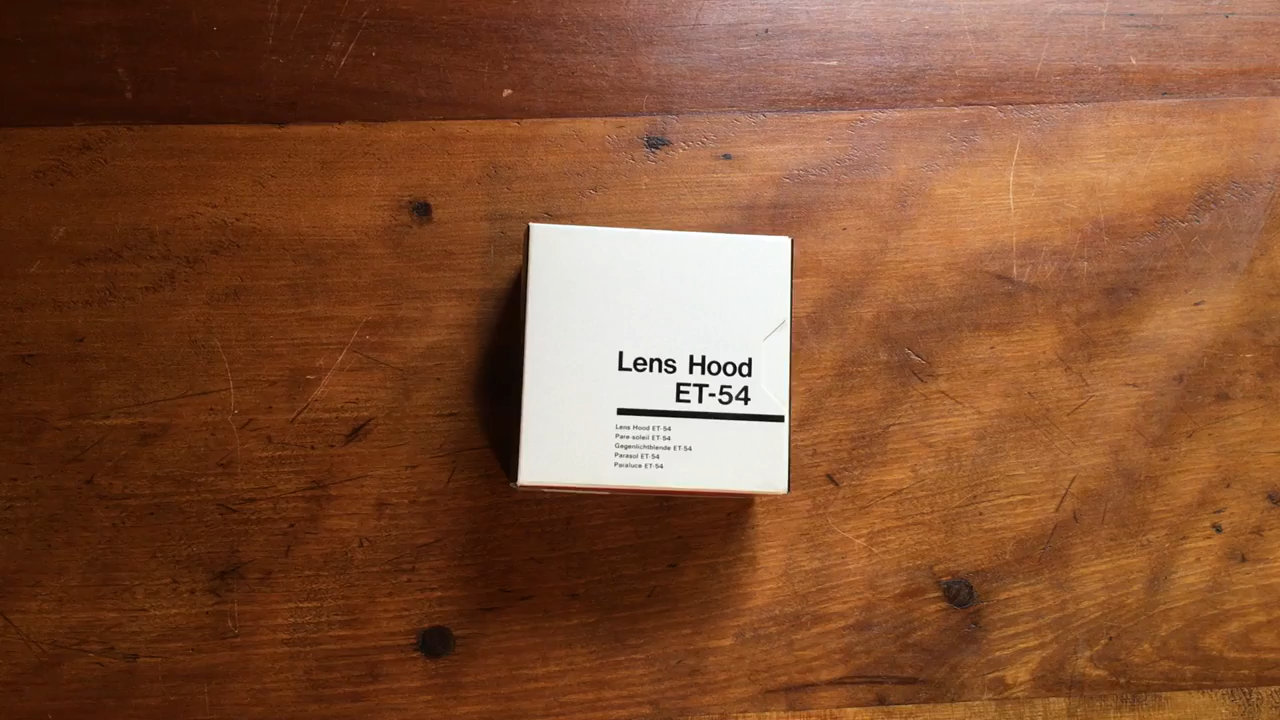 Lens Hood
ET-54
Lens Hood ET-54
Pare-soleil ET-54
Gegenlichtblende ET-54
Parasol ET-54
Paraluce ET-54